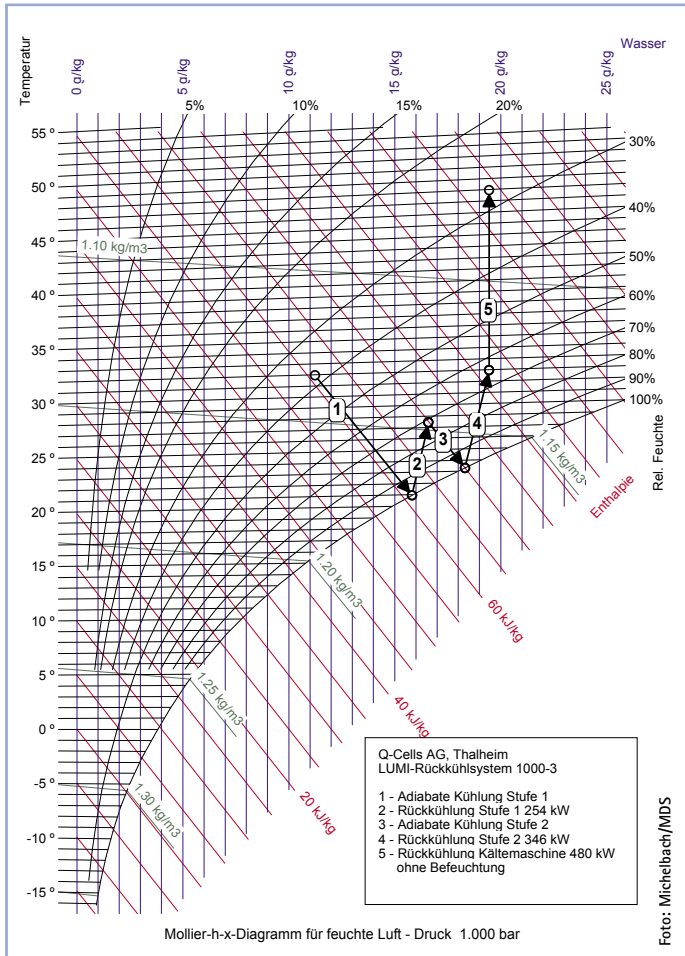 Temperatur
Wasser
0 g/kg
5 g/kg
10 g/kg
15 g/kg
20 g/kg
25 g/kg
5%
10%
15%
20%
55 °
50 °
45 °
40 °
35 °
30 °
25 °
20 °
15 °
10 °
5 °
0 °
-5 °
-10 °
-15 °
30%
40%
50%
60%
70%
80%
90%
100%
Rel. Feuchte
1.10 kg/m3
1.15 kg/m3
1.20 kg/m3
1.25 kg/m3
1.30 kg/m3
1
2
3
4
5
Enthalpie
60 kJ/kg
40 kJ/kg
20 kJ/kg
Q-Cells AG, Thalheim
LUMI-Rückkühlsystem 1000-3
1 - Adiabate Kühlung Stufe 1
2 - Rückkühlung Stufe 1 254 kW
3 - Adiabate Kühlung Stufe 2
4 - Rückkühlung Stufe 2 346 kW
5 - Rückkühlung Kältemaschine 480 kW
ohne Befeuchtung
Mollier-h-x-Diagramm für feuchte Luft - Druck 1.000 bar
Foto: Michelbach/MDS